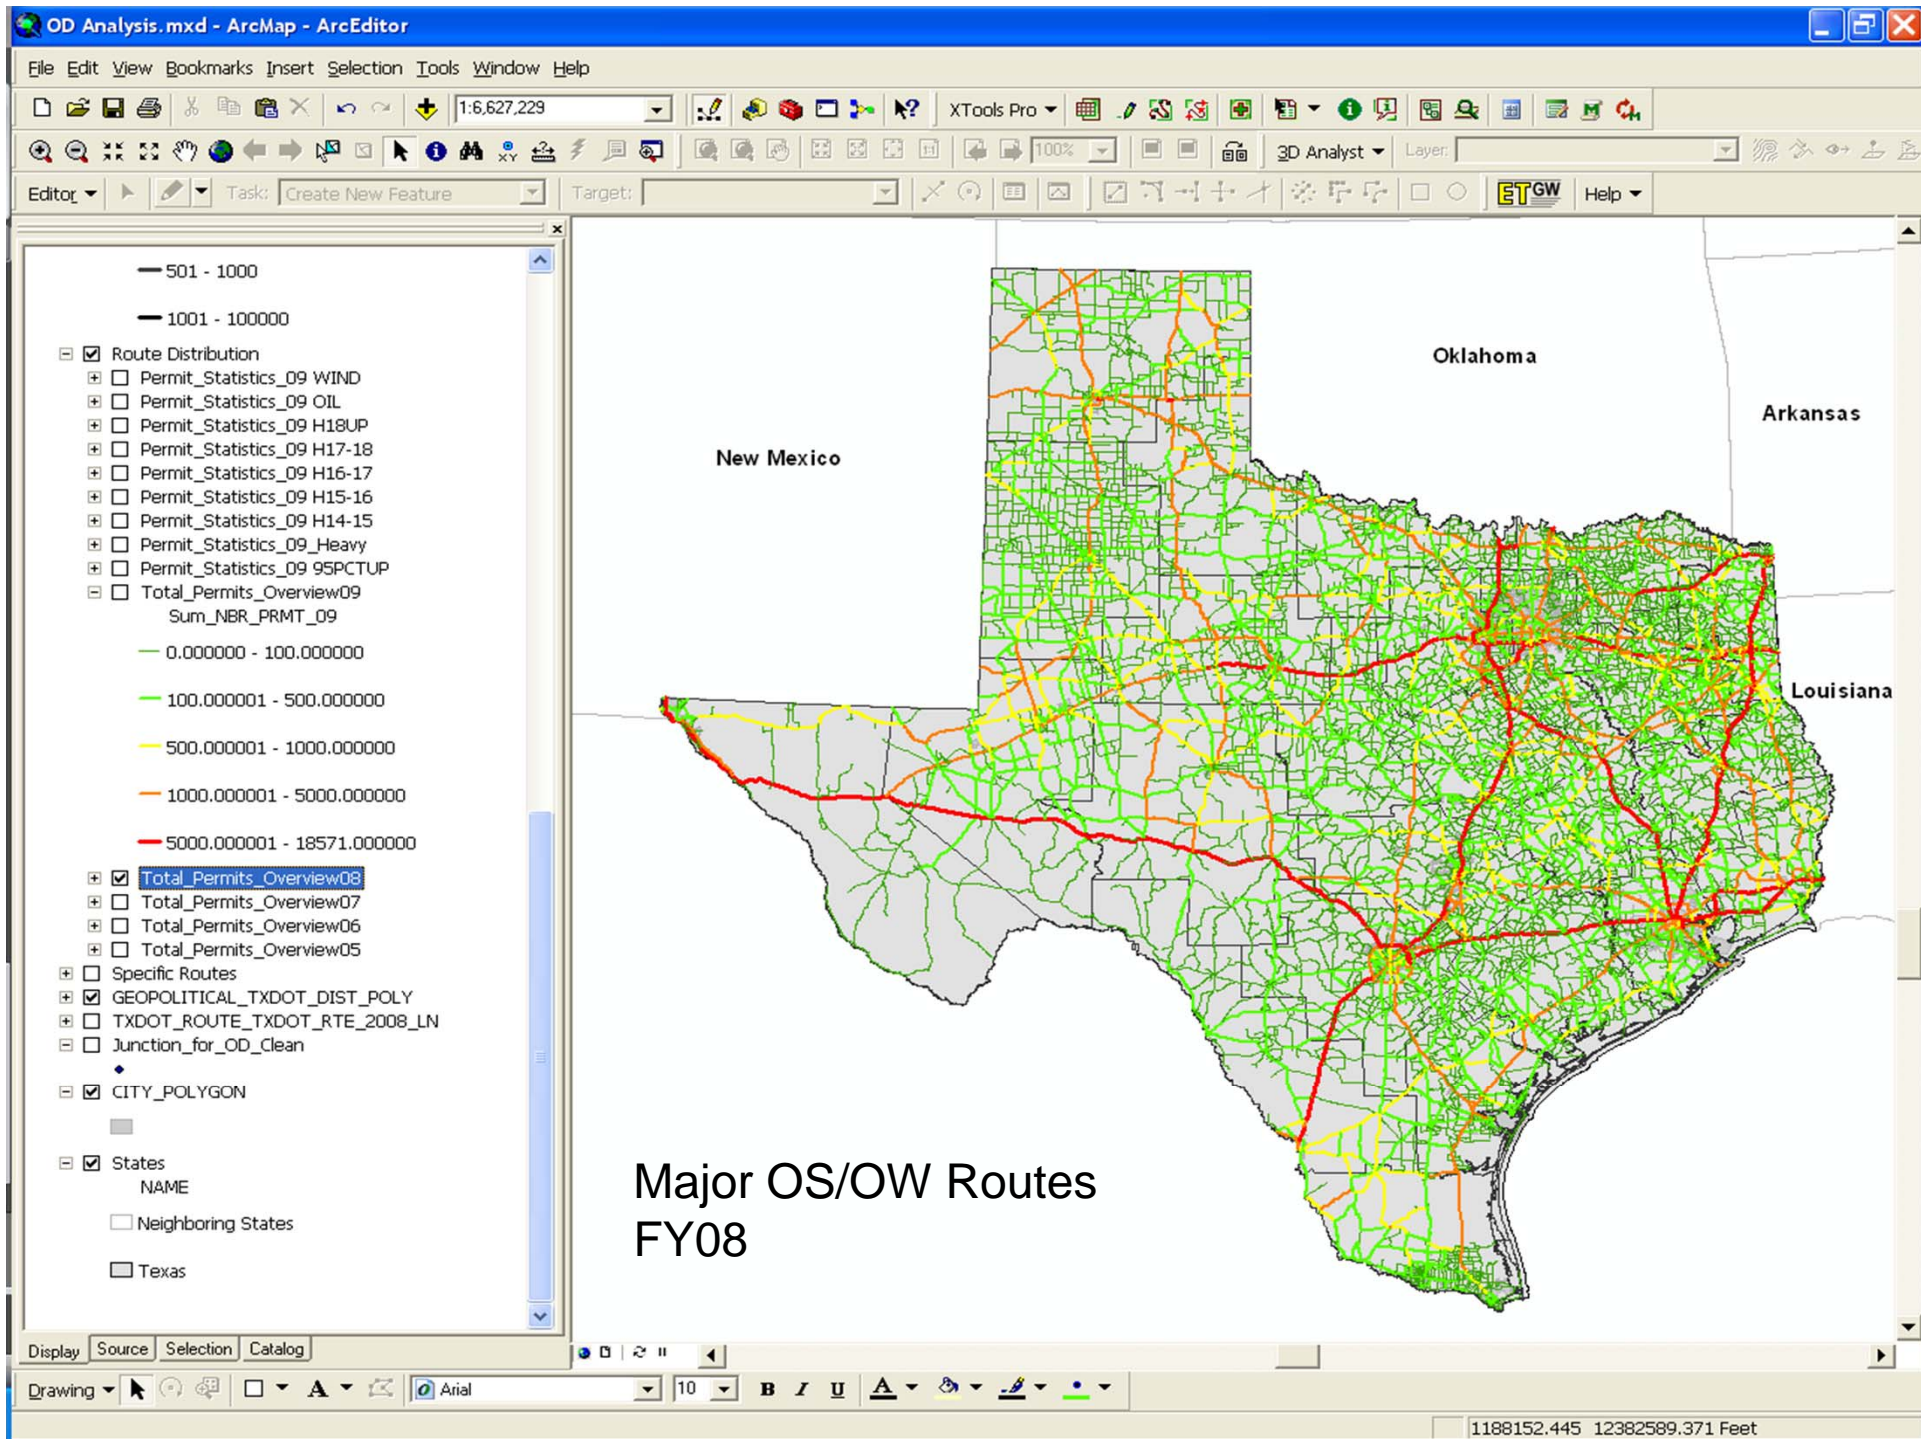 OD Analysis.mxd - ArcMap - ArcEditor
File Edit View Bookmarks Insert Selection Tools Window Help
1:6,627,229 XTools Pro
100% 3D Analyst Layer:
Editor Task: Create New Feature Target: ETGW Help
501 - 1000
1001 - 100000
Route Distribution
Permit_Statistics_09 WIND
Permit_Statistics_09 OIL
Permit_Statistics_09 H18UP
Permit_Statistics_09 H17-18
Permit_Statistics_09 H16-17
Permit_Statistics_09 H15-16
Permit_Statistics_09 H14-15
Permit_Statistics_09_Heavy
Permit_Statistics_09 95PCTUP
Total_Permits_Overview09
Sum_NBR_PRMT_09
0.000000 - 100.000000
100.000001 - 500.000000
500.000001 - 1000.000000
1000.000001 - 5000.000000
5000.000001 - 18571.000000
Total_Permits_Overview08
Total_Permits_Overview07
Total_Permits_Overview06
Total_Permits_Overview05
Specific Routes
GEOPOLITICAL_TXDOT_DIST_POLY
TXDOT_ROUTE_TXDOT_RTE_2008_LN
Junction_for_OD_Clean
CITY_POLYGON
States
NAME
Neighboring States
Texas
Display Source Selection Catalog
Oklahoma
Arkansas
New Mexico
Louisiana
Major OS/OW Routes
FY08
Drawing A Arial 10 B I U A
1188152.445 12382589.371 Feet